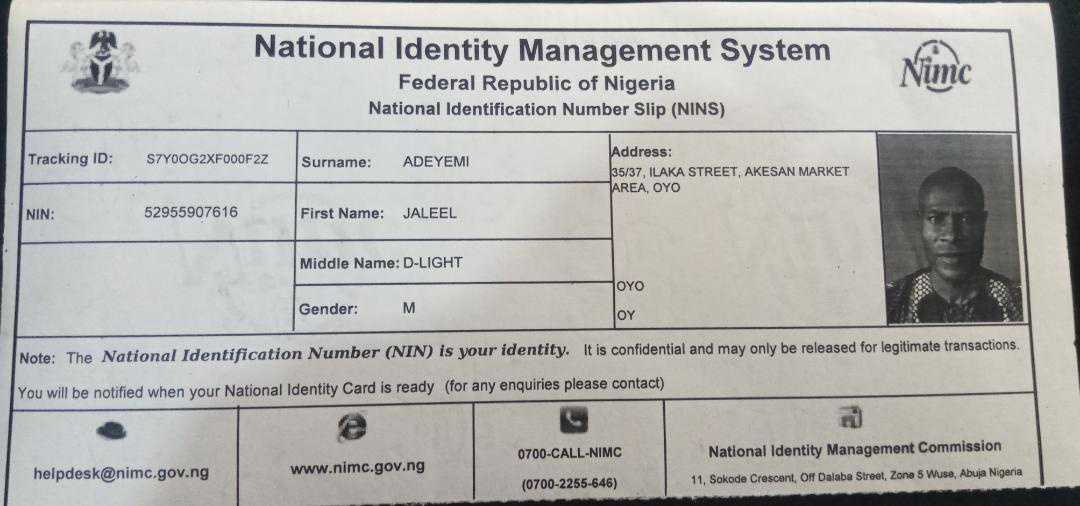 National Identity Management System
Federal Republic of Nigeria
National Identification Number Slip (NINS)
Nimc
Tracking ID: S7Y0OG2XF000F2Z
Surname: ADEYEMI
Address:
35/37, ILAKA STREET, AKESAN MARKET
AREA, OYO
NIN: 52955907616
First Name: JALEEL
Middle Name: D-LIGHT
OYO
Gender: M
OY
Note: The National Identification Number (NIN) is your identity. It is confidential and may only be released for legitimate transactions.
You will be notified when your National Identity Card is ready (for any enquiries please contact)
helpdesk@nimc.gov.ng
www.nimc.gov.ng
0700-CALL-NIMC
(0700-2255-646)
National Identity Management Commission
11, Sokode Crescent, Off Dalaba Street, Zone 5 Wuse, Abuja Nigeria